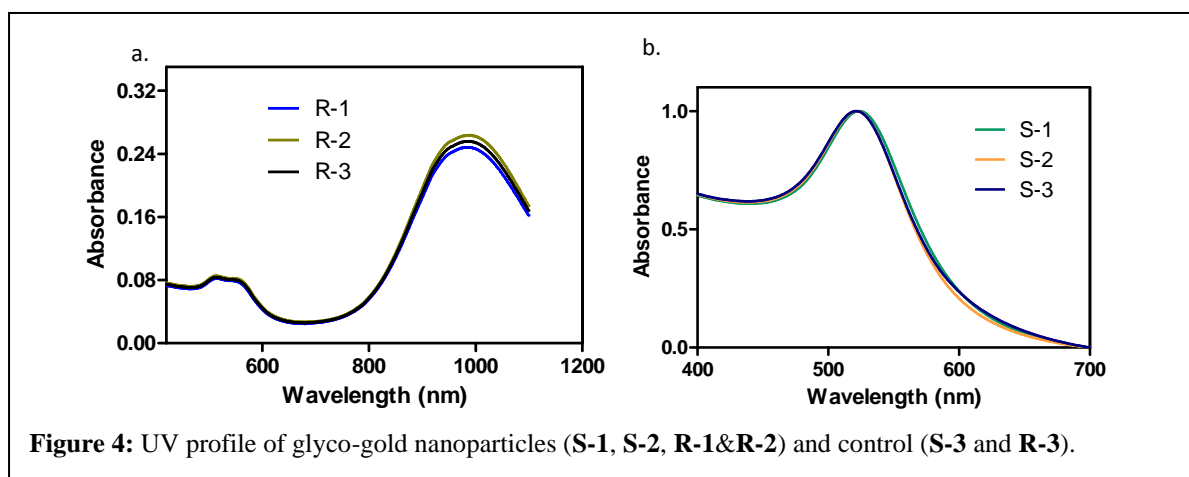 a.
0.32
0.24
0.16
0.08
0.00
Absorbance
R-1
R-2
R-3
600 800 1000 1200
Wavelength (nm)
b.
1.0
0.5
0.0
Absorbance
S-1
S-2
S-3
400 500 600 700
Wavelength (nm)
Figure 4: UV profile of glyco-gold nanoparticles (S-1, S-2, R-1&R-2) and control (S-3 and R-3).